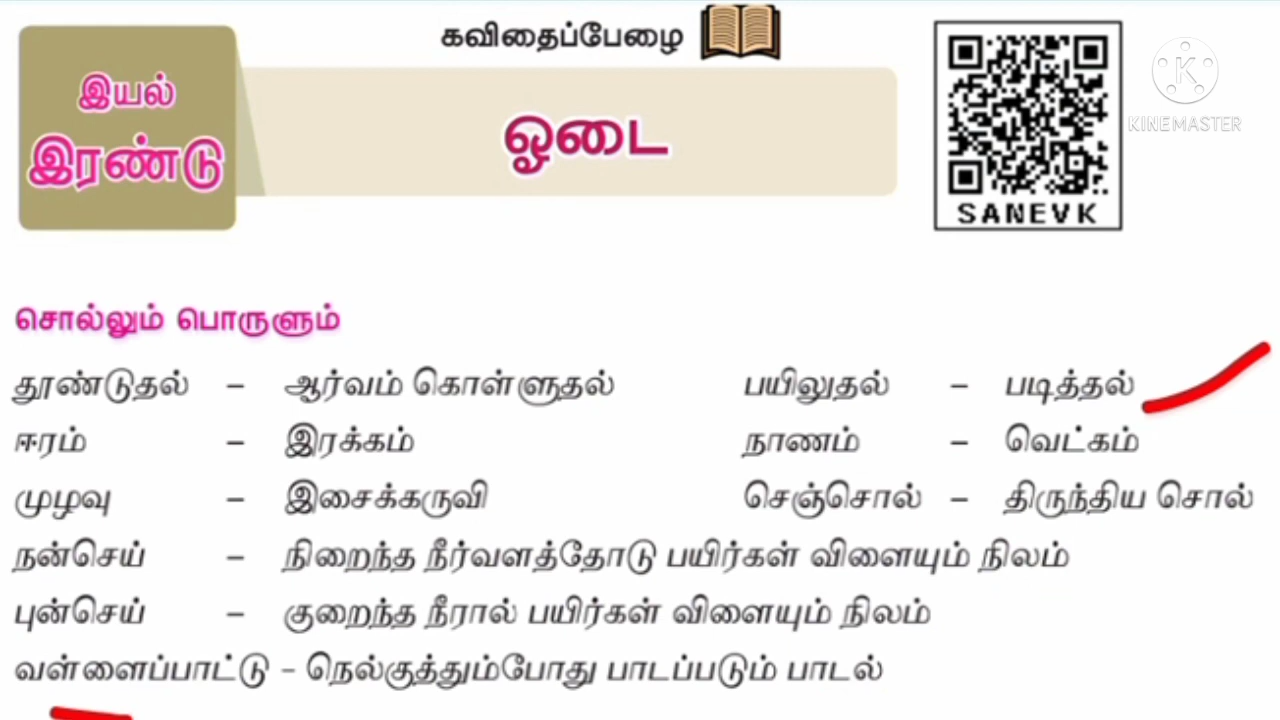 கவிதைப்பேழை
இயல்
இரண்டு
ஓடை
SANEVK
K
KINEMASTER
சொல்லும் பொருளும்
தூண்டுதல் – ஆர்வம் கொள்ளுதல் பயிலுதல் – படித்தல்
ஈரம் – இரக்கம் நாணம் – வெட்கம்
முழவு – இசைக்கருவி செஞ்சொல் – திருந்திய சொல்
நன்செய் – நிறைந்த நீர்வளத்தோடு பயிர்கள் விளையும் நிலம்
புன்செய் – குறைந்த நீரால் பயிர்கள் விளையும் நிலம்
வள்ளைப்பாட்டு – நெல்குத்தும்போது பாடப்படும் பாடல்